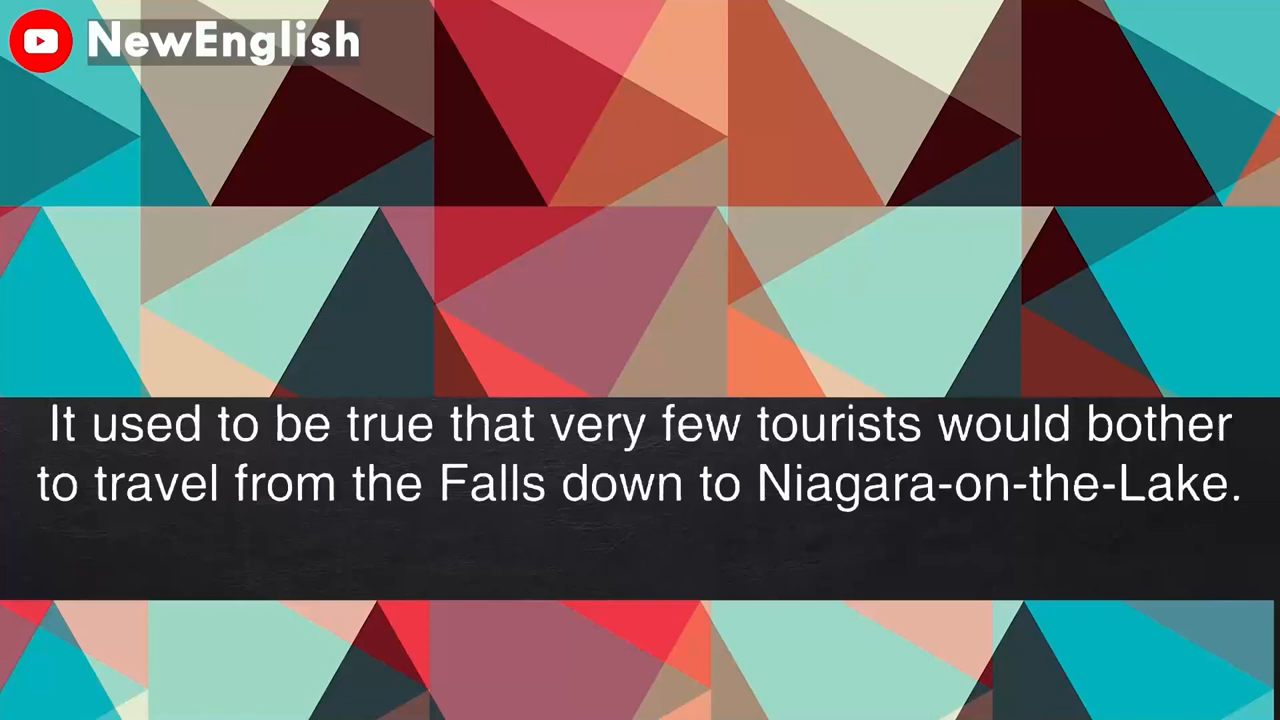 NewEnglish
It used to be true that very few tourists would bother
to travel from the Falls down to Niagara-on-the-Lake.